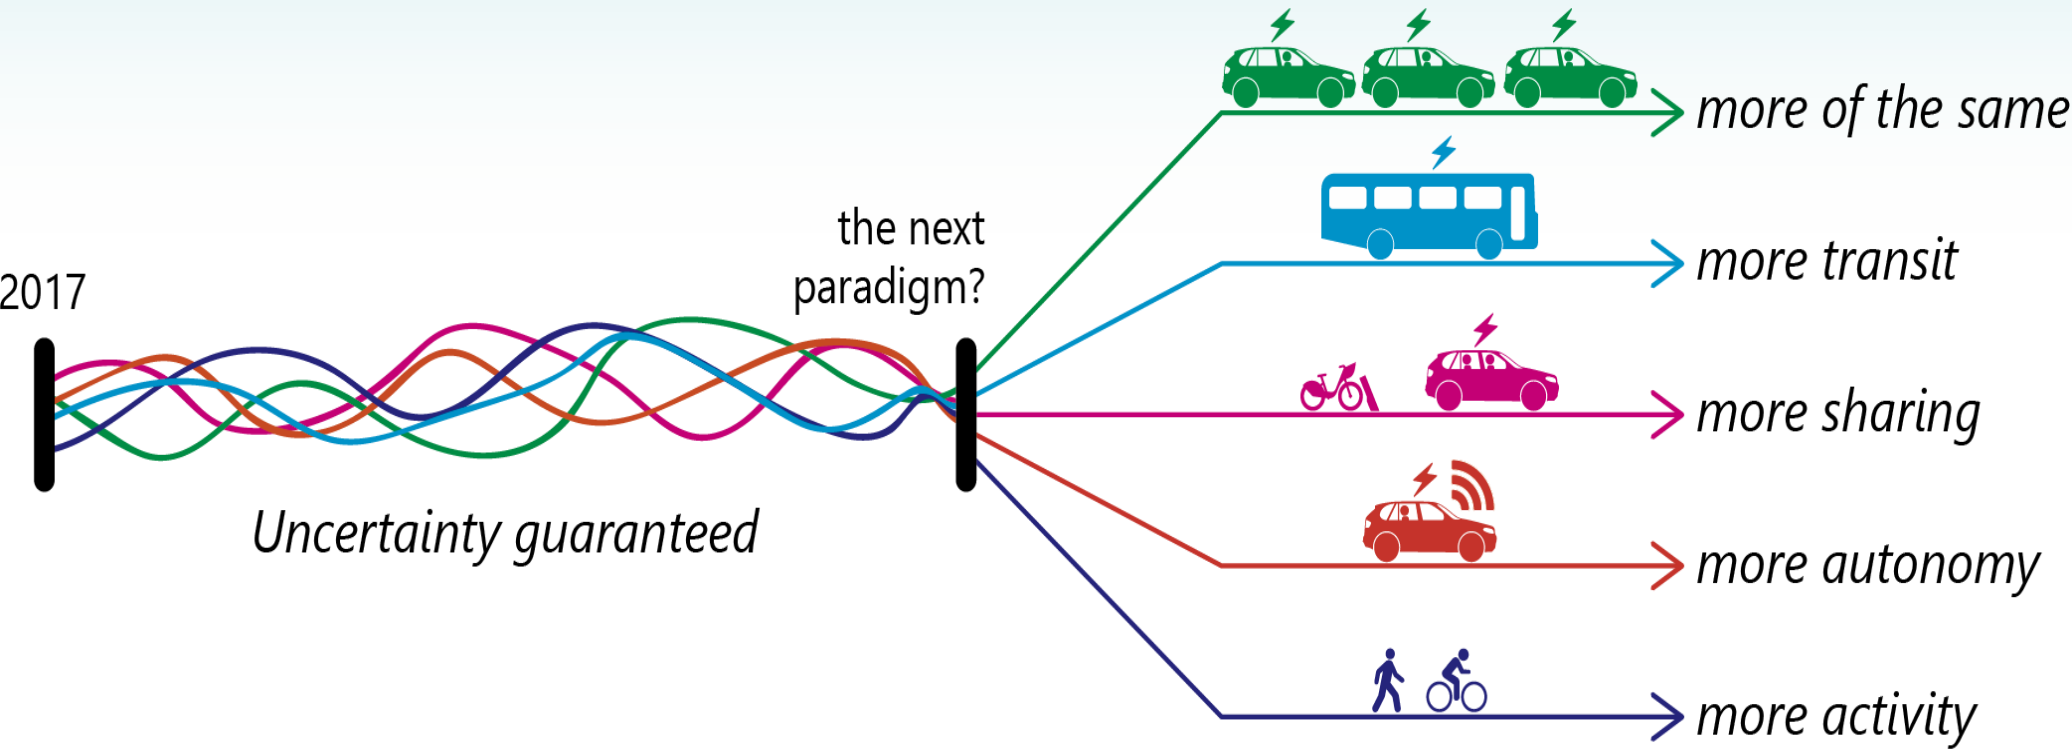 2017
the next
paradigm?
Uncertainty guaranteed
more of the same
more transit
more sharing
more autonomy
more activity